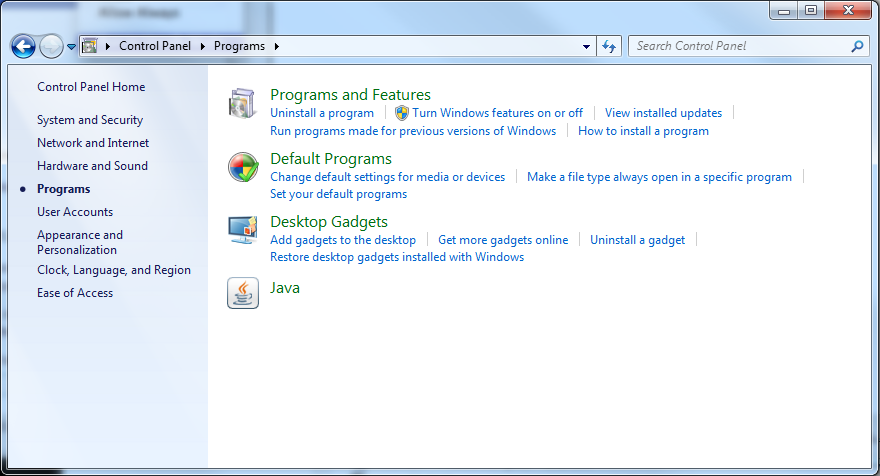 Allow Always
Control Panel Programs
Search Control Panel
Control Panel Home
System and Security
Network and Internet
Hardware and Sound
Programs
User Accounts
Appearance and
Personalization
Clock, Language, and Region
Ease of Access
Programs and Features
Uninstall a program Turn Windows features on or off View installed updates
Run programs made for previous versions of Windows How to install a program
Default Programs
Change default settings for media or devices Make a file type always open in a specific program
Set your default programs
Desktop Gadgets
Add gadgets to the desktop Get more gadgets online Uninstall a gadget
Restore desktop gadgets installed with Windows
Java